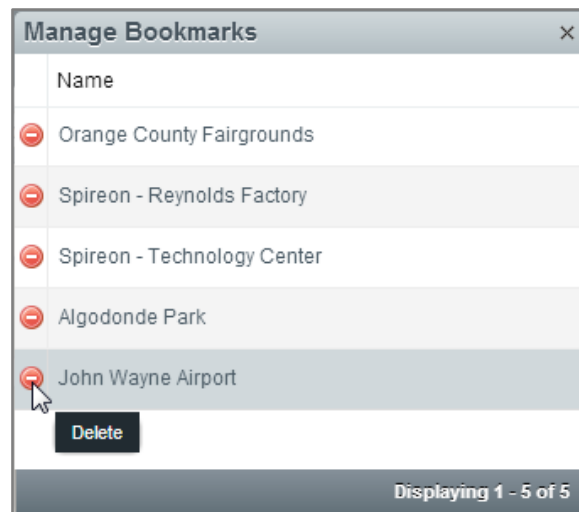 Manage Bookmarks ×
Name
Orange County Fairgrounds
Spireon - Reynolds Factory
Spireon - Technology Center
Algodonde Park
John Wayne Airport
Delete
Displaying 1 - 5 of 5